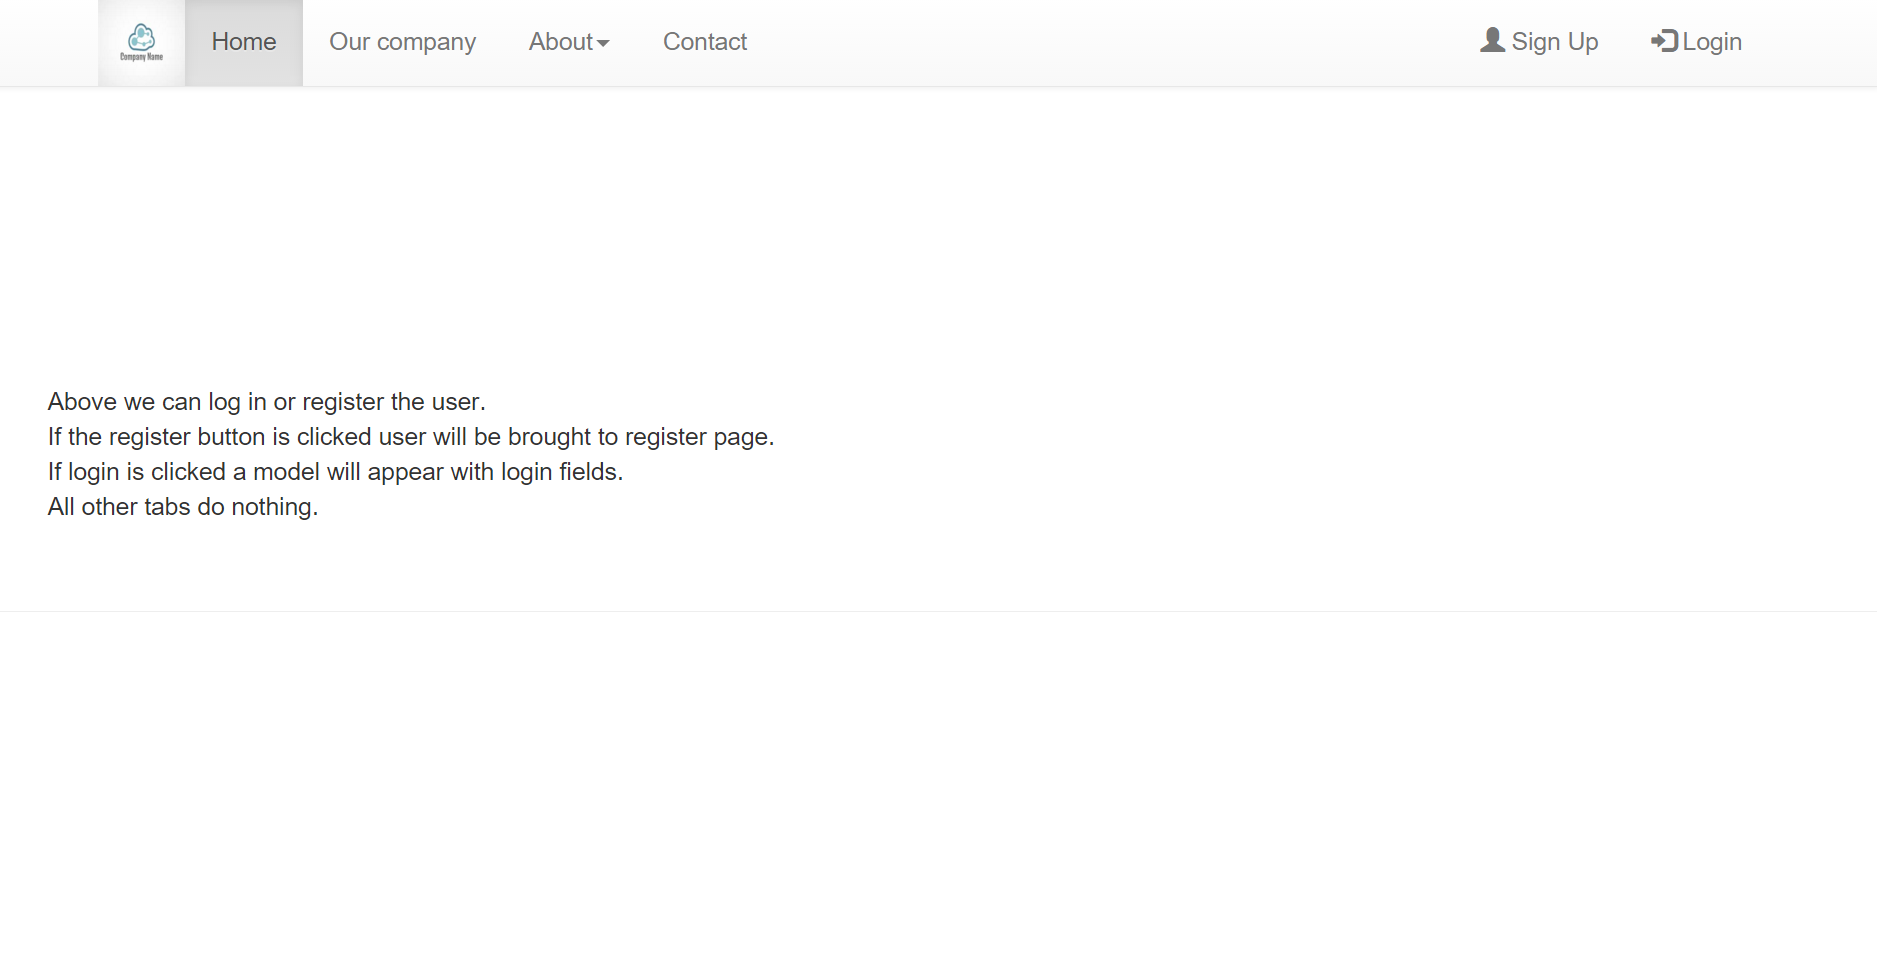 Company Name
Home
Our company
About
Contact
Sign Up
Login
Above we can log in or register the user.
If the register button is clicked user will be brought to register page.
If login is clicked a model will appear with login fields.
All other tabs do nothing.